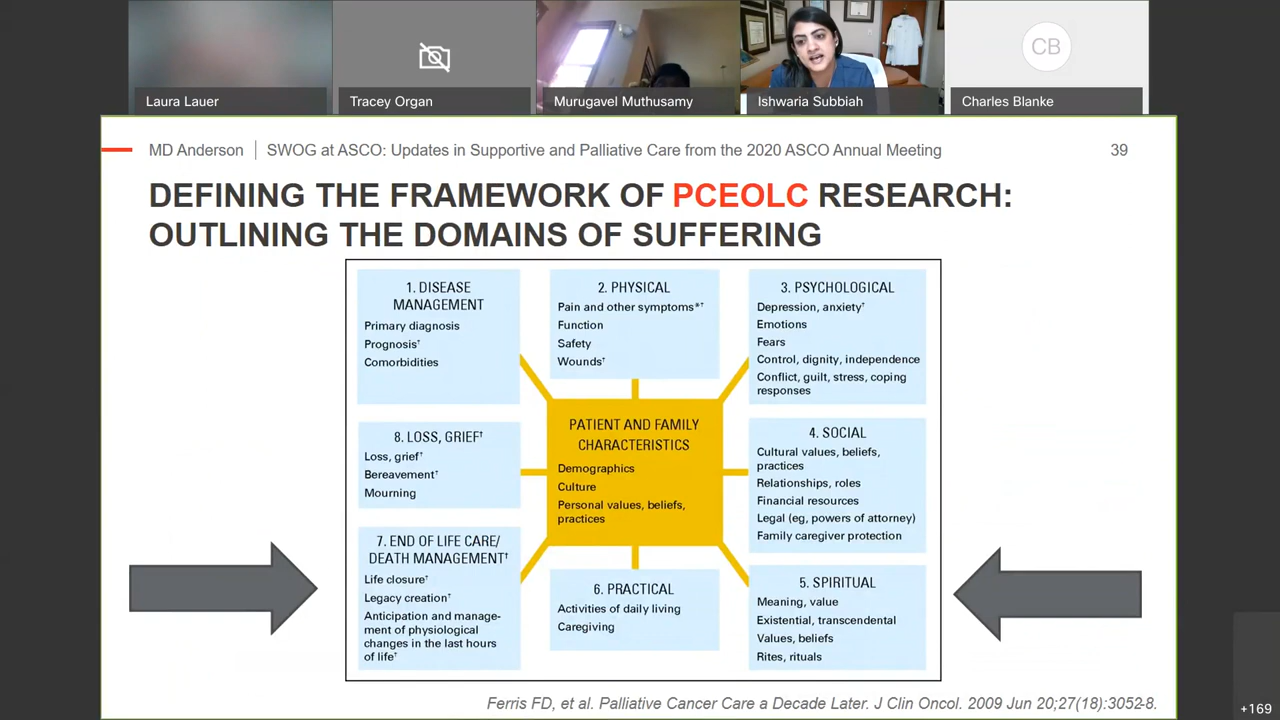 Laura Lauer
Tracey Organ
Murugavel Muthusamy
Ishwaria Subbiah
CB
Charles Blanke
MD Anderson | SWOG at ASCO: Updates in Supportive and Palliative Care from the 2020 ASCO Annual Meeting
39
DEFINING THE FRAMEWORK OF PCEOLC RESEARCH:
OUTLINING THE DOMAINS OF SUFFERING
1. DISEASE
MANAGEMENT
Primary diagnosis
Prognosis†
Comorbidities
2. PHYSICAL
Pain and other symptoms*†
Function
Safety
Wounds†
3. PSYCHOLOGICAL
Depression, anxiety†
Emotions
Fears
Control, dignity, independence
Conflict, guilt, stress, coping
responses
8. LOSS, GRIEF†
Loss, grief†
Bereavement†
Mourning
PATIENT AND FAMILY
CHARACTERISTICS
Demographics
Culture
Personal values, beliefs,
practices
4. SOCIAL
Cultural values, beliefs,
practices
Relationships, roles
Financial resources
Legal (eg, powers of attorney)
Family caregiver protection
7. END OF LIFE CARE/
DEATH MANAGEMENT†
Life closure†
Legacy creation†
Anticipation and manage-
ment of physiological
changes in the last hours
of life†
6. PRACTICAL
Activities of daily living
Caregiving
5. SPIRITUAL
Meaning, value
Existential, transcendental
Values, beliefs
Rites, rituals
Ferris FD, et al. Palliative Cancer Care a Decade Later. J Clin Oncol. 2009 Jun 20;27(18):3052-8.
+169